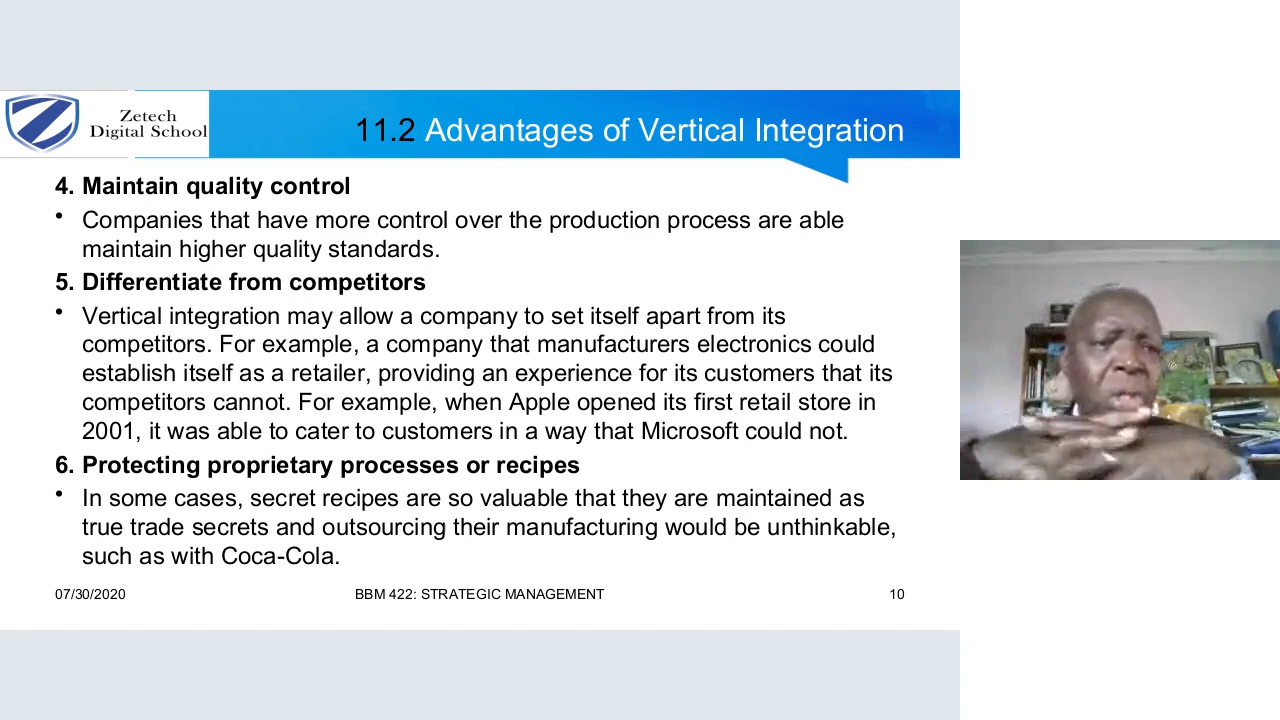 Zetech
Digital School
11.2 Advantages of Vertical Integration
4. Maintain quality control
• Companies that have more control over the production process are able
maintain higher quality standards.
5. Differentiate from competitors
• Vertical integration may allow a company to set itself apart from its
competitors. For example, a company that manufacturers electronics could
establish itself as a retailer, providing an experience for its customers that its
competitors cannot. For example, when Apple opened its first retail store in
2001, it was able to cater to customers in a way that Microsoft could not.
6. Protecting proprietary processes or recipes
• In some cases, secret recipes are so valuable that they are maintained as
true trade secrets and outsourcing their manufacturing would be unthinkable,
such as with Coca-Cola.
07/30/2020 BBM 422: STRATEGIC MANAGEMENT 10